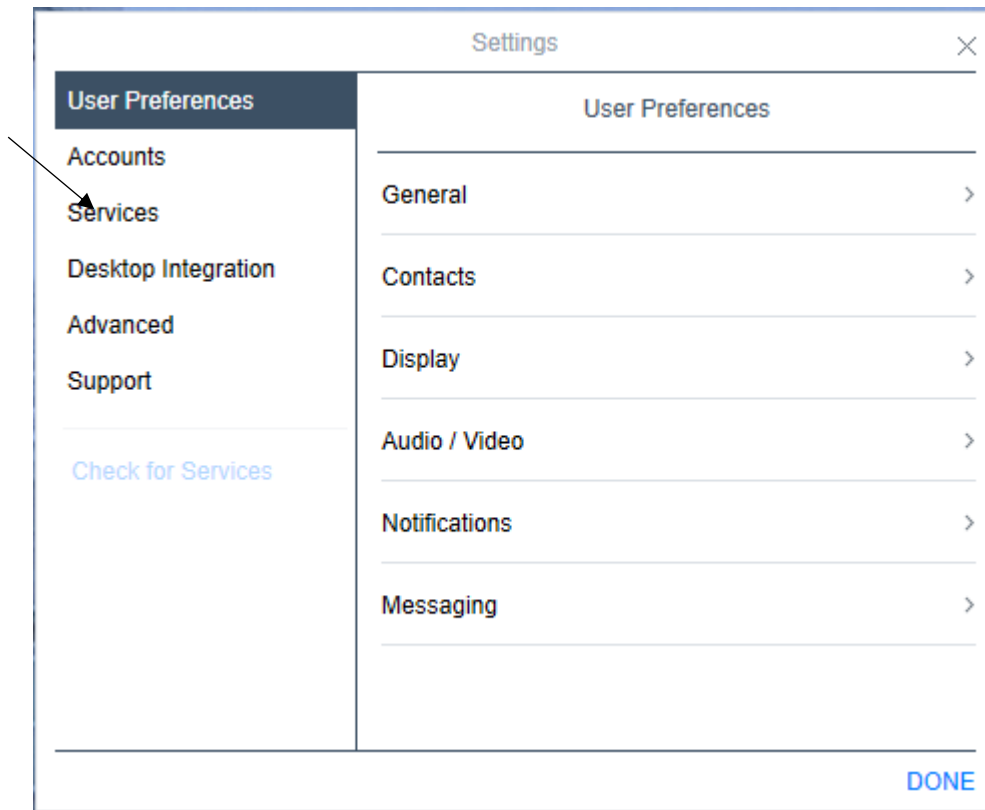 Settings
User Preferences
Accounts
Services
Desktop Integration
Advanced
Support
Check for Services
User Preferences
General
Contacts
Display
Audio / Video
Notifications
Messaging
DONE